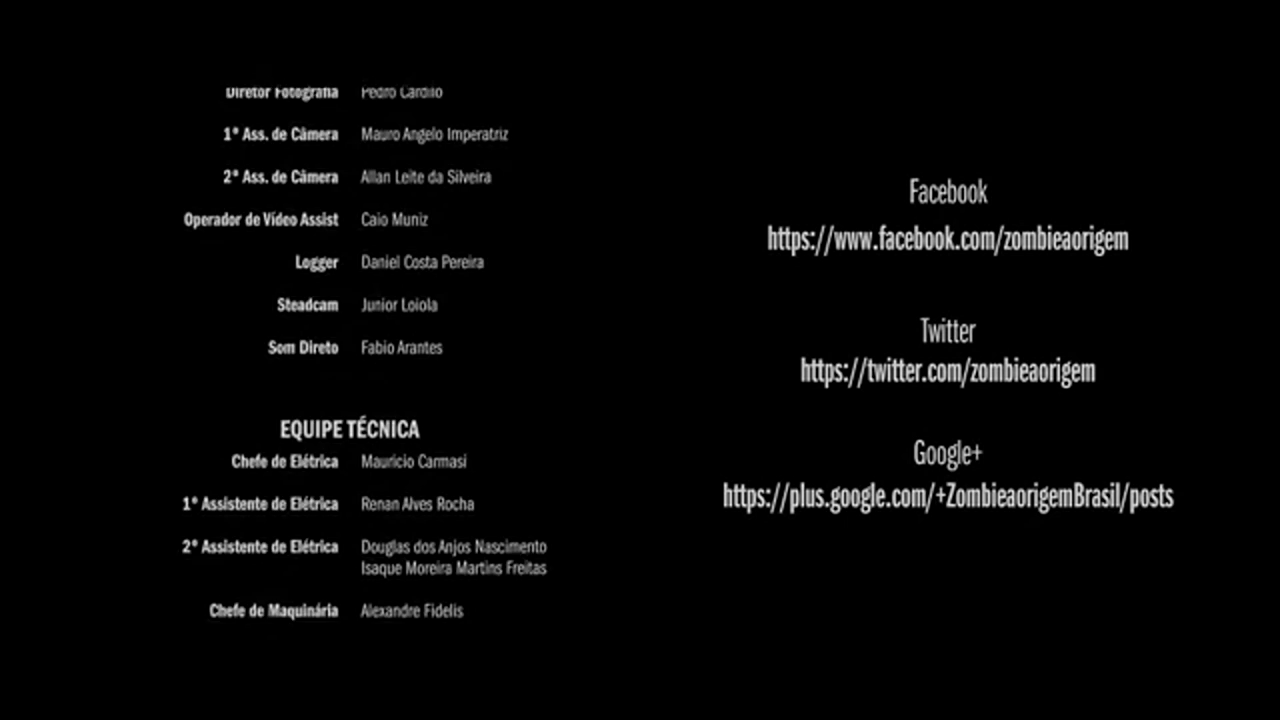 Diretor Fotografia Pedro Cardillo
1º Ass. de Câmera Mauro Angelo Imperatriz
2º Ass. de Câmera Allan Leite da Silveira
Operador de Vídeo Assist Caio Muniz
Logger Daniel Costa Pereira
Steadcam Junior Loiola
Som Direto Fabio Arantes
EQUIPE TÉCNICA
Chefe de Elétrica Mauricio Carmasi
1º Assistente de Elétrica Renan Alves Rocha
2º Assistente de Elétrica Douglas dos Anjos Nascimento
Isaque Moreira Martins Freitas
Chefe de Maquinária Alexandre Fidelis
Facebook
https://www.facebook.com/zombieaorigem
Twitter
https://twitter.com/zombieaorigem
Google+
https://plus.google.com/+ZombieaorigemBrasil/posts